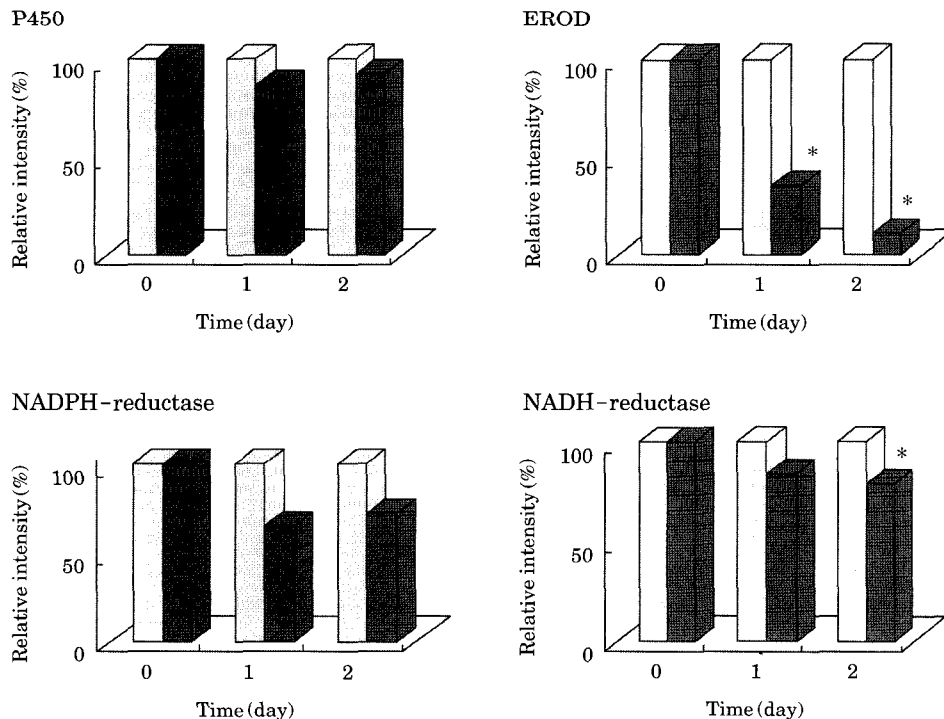 P450
Relative intensity (%)
100
50
0
0 1 2
Time (day)
EROD
Relative intensity (%)
100
50
0
*
*
0 1 2
Time (day)
NADPH-reductase
Relative intensity (%)
100
50
0
0 1 2
Time (day)
NADH-reductase
Relative intensity (%)
100
50
0
*
0 1 2
Time (day)